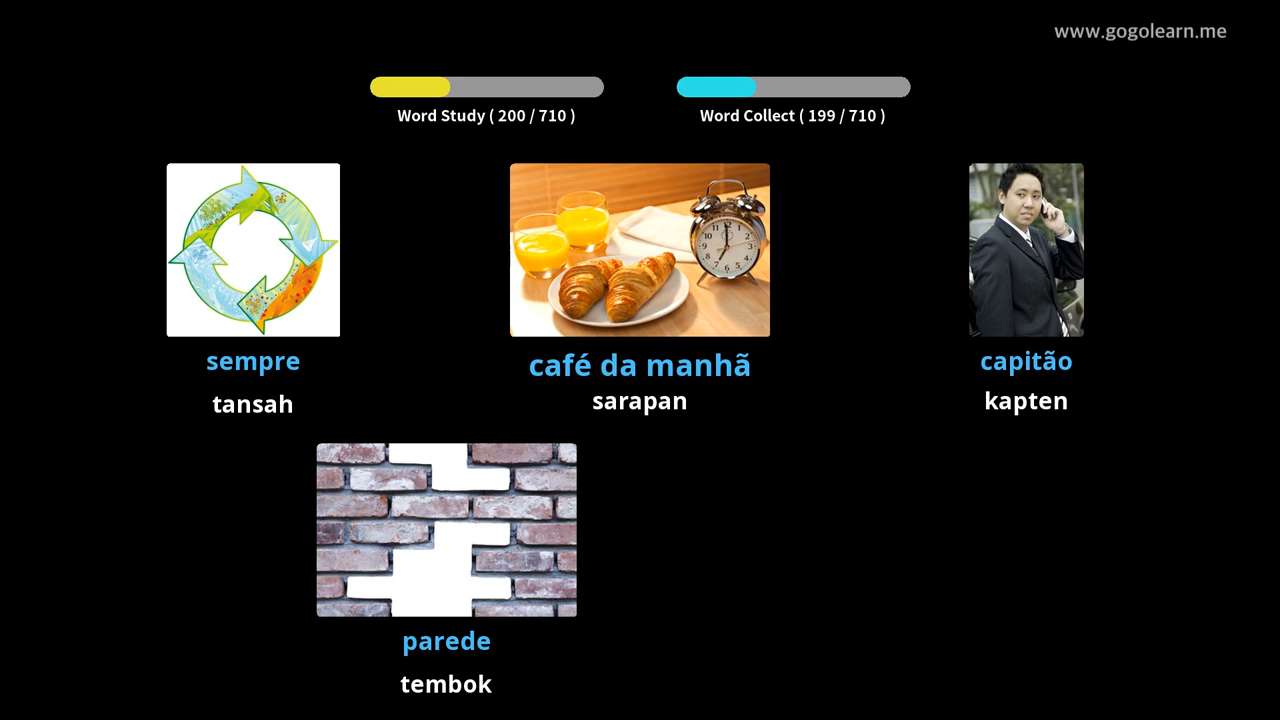 www.gogolearn.me
Word Study ( 200 / 710 )
Word Collect ( 199 / 710 )
sempre
tansah
café da manhã
sarapan
capitão
kapten
parede
tembok